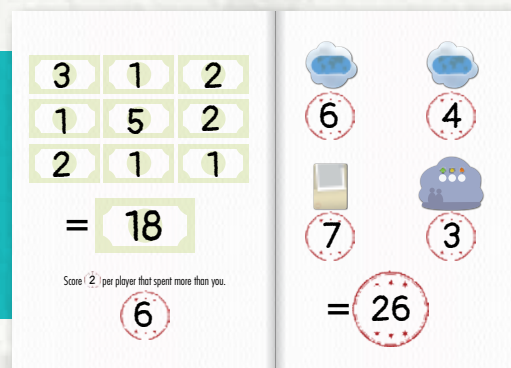 3 1 2
1 5 2
2 1 1
= 18
Score 2 per player that spent more than you.
6
6 4
7 3
= 26